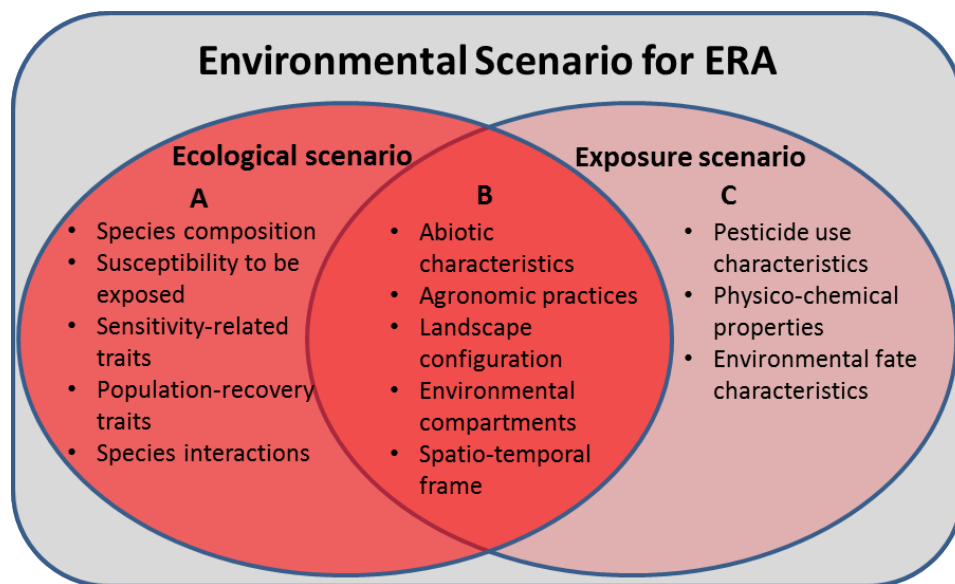 Environmental Scenario for ERA
Ecological scenario
A
• Species composition
• Susceptibility to be
exposed
• Sensitivity-related
traits
• Population-recovery
traits
• Species interactions
B
• Abiotic
characteristics
• Agronomic practices
• Landscape
configuration
• Environmental
compartments
• Spatio-temporal
frame
Exposure scenario
C
• Pesticide use
characteristics
• Physico-chemical
properties
• Environmental fate
characteristics